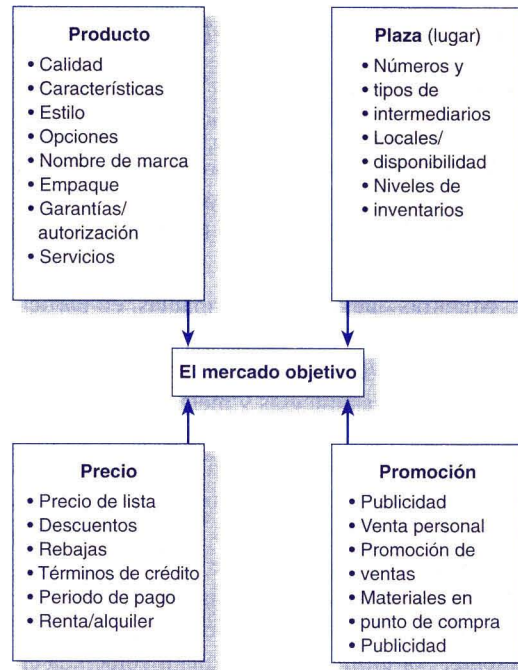 Producto
• Calidad
• Características
• Estilo
• Opciones
• Nombre de marca
• Empaque
• Garantías/
autorización
• Servicios
Plaza (lugar)
• Números y
• tipos de
intermediarios
• Locales/
• disponibilidad
• Niveles de
• inventarios
El mercado objetivo
Precio
• Precio de lista
• Descuentos
• Rebajas
• Términos de crédito
• Periodo de pago
• Renta/alquiler
Promoción
• Publicidad
• Venta personal
• Promoción de
• ventas
• Materiales en
• punto de compra
• Publicidad